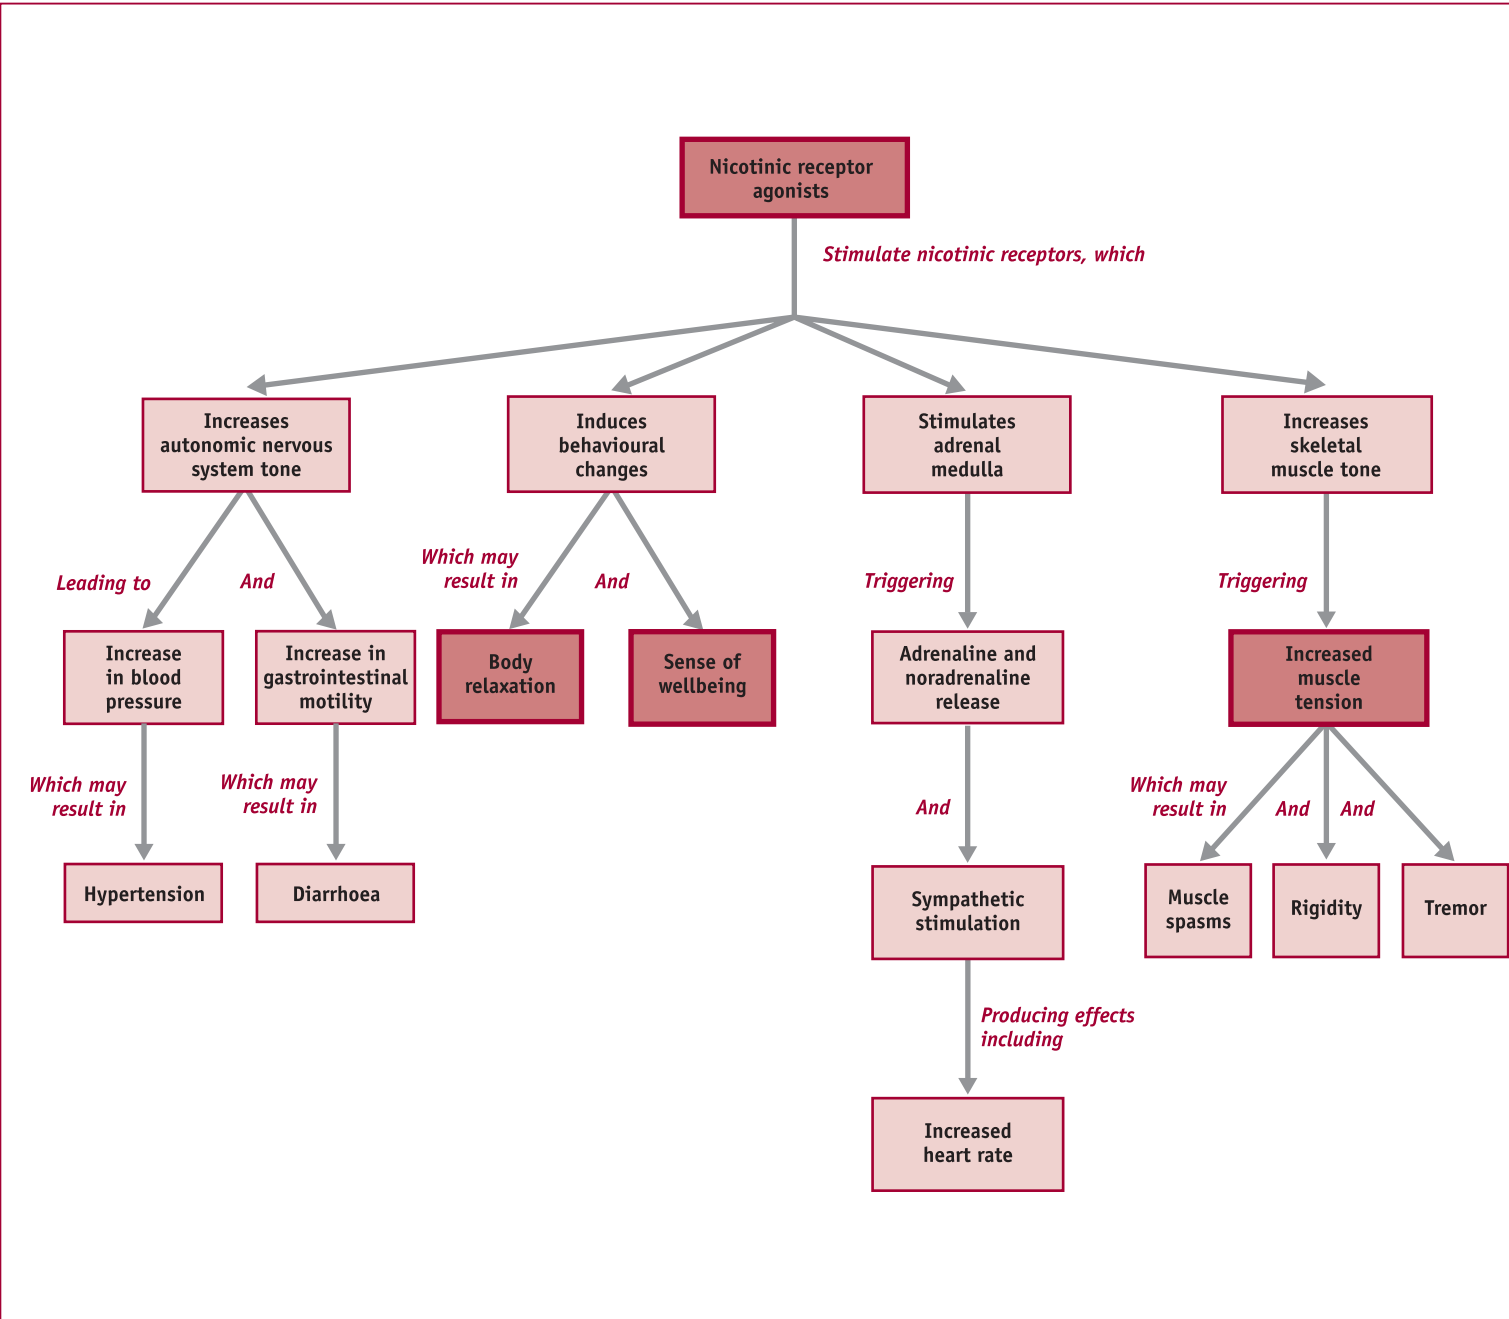 Nicotinic receptor
agonists
Stimulate nicotinic receptors, which
Increases
autonomic nervous
system tone
Induces
behavioural
changes
Stimulates
adrenal
medulla
Increases
skeletal
muscle tone
Leading to
And
Which may
result in
And
Triggering
Triggering
Increase
in blood
pressure
Increase in
gastrointestinal
motility
Body
relaxation
Sense of
wellbeing
Adrenaline and
noradrenaline
release
Increased
muscle
tension
Which may
result in
Which may
result in
And
Which may
result in
And
And
Hypertension
Diarrhoea
Sympathetic
stimulation
Muscle
spasms
Rigidity
Tremor
Producing effects
including
Increased
heart rate